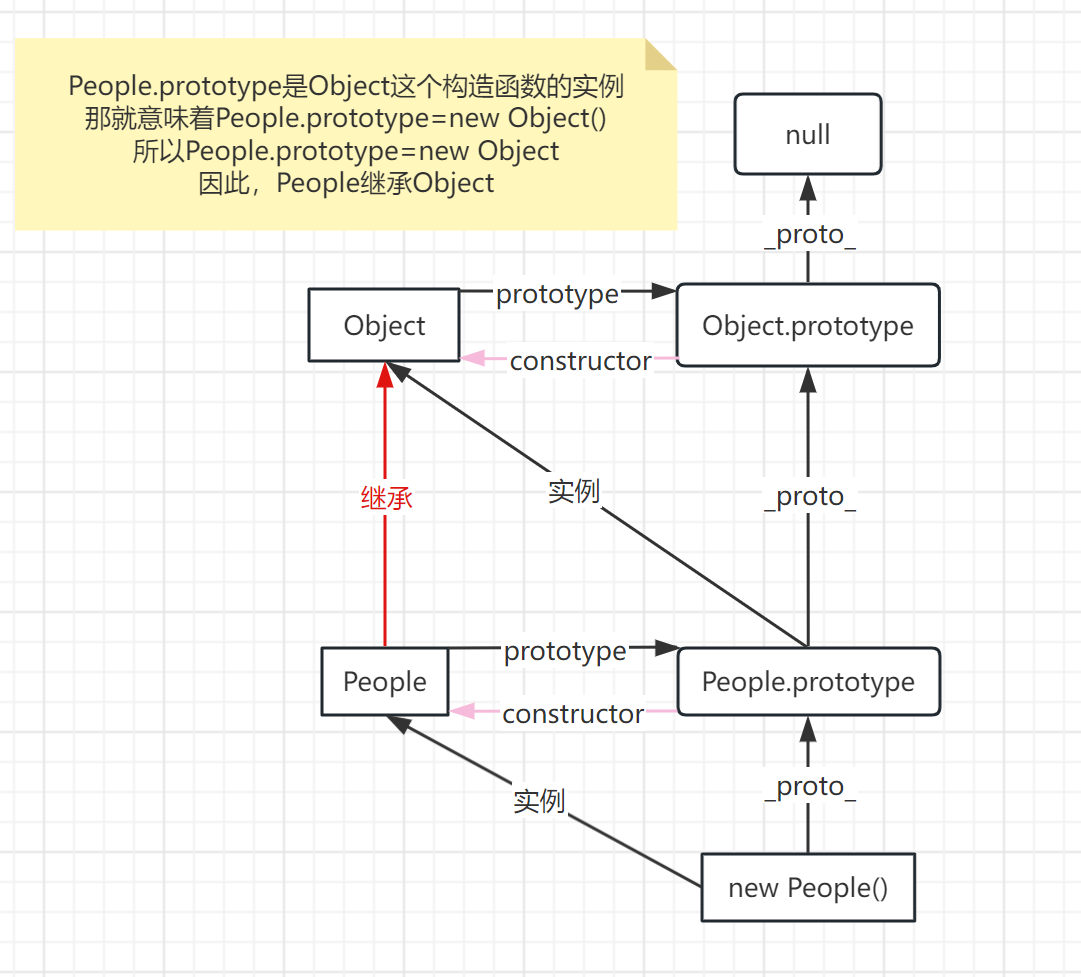 People.prototype是Object这个构造函数的实例
那就意味着People.prototype=new Object()
所以People.prototype=new Object
因此，People继承Object
null
_proto_
prototype
Object
Object.prototype
constructor
继承
实例
_proto_
prototype
People
People.prototype
constructor
_proto_
实例
new People()